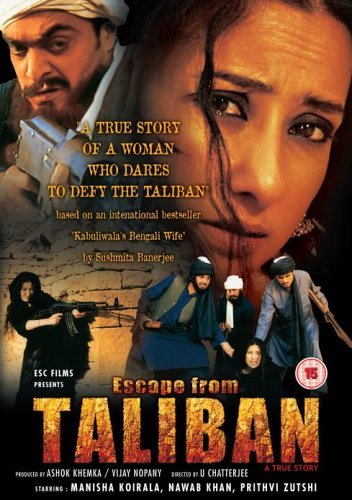 "A TRUE STORY
OF A WOMAN
WHO DARES
TO DEFY THE TALIBAN"
based on an intenational bestseller
"Kabuliwala's Bengali Wife"
by Sushmita Banerjee
ESC FILMS
PRESENTS
15
Escape from
TALIBAN
A TRUE STORY
PRODUCED BY ASHOK KHEMKA / VIJAY NOPANY DIRECTED BY U CHATTERJEE
STARRING : MANISHA KOIRALA, NAWAB KHAN, PRITHVI ZUTSHI